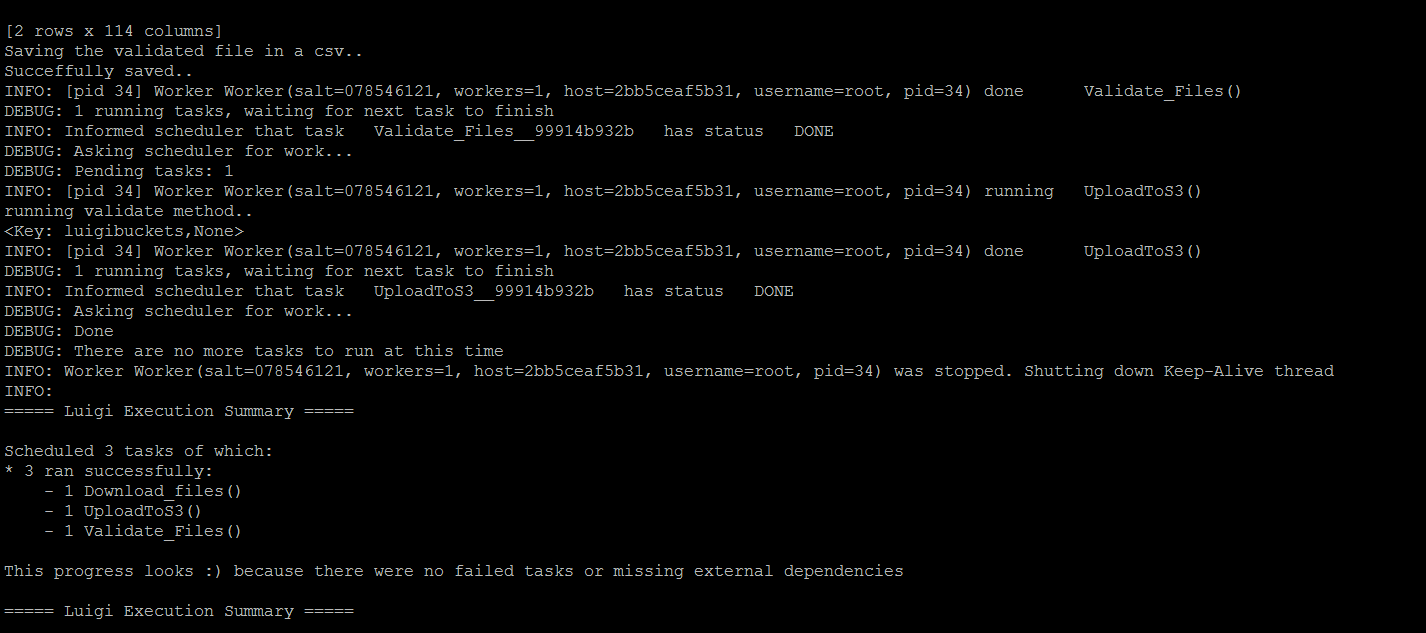 [2 rows x 114 columns]
Saving the validated file in a csv..
Succeffully saved..
INFO: [pid 34] Worker Worker(salt=078546121, workers=1, host=2bb5ceaf5b31, username=root, pid=34) done      Validate_Files()
DEBUG: 1 running tasks, waiting for next task to finish
INFO: Informed scheduler that task   Validate_Files__99914b932b   has status   DONE
DEBUG: Asking scheduler for work...
DEBUG: Pending tasks: 1
INFO: [pid 34] Worker Worker(salt=078546121, workers=1, host=2bb5ceaf5b31, username=root, pid=34) running   UploadToS3()
running validate method..
<Key: luigibuckets,None>
INFO: [pid 34] Worker Worker(salt=078546121, workers=1, host=2bb5ceaf5b31, username=root, pid=34) done      UploadToS3()
DEBUG: 1 running tasks, waiting for next task to finish
INFO: Informed scheduler that task   UploadToS3__99914b932b   has status   DONE
DEBUG: Asking scheduler for work...
DEBUG: Done
DEBUG: There are no more tasks to run at this time
INFO: Worker Worker(salt=078546121, workers=1, host=2bb5ceaf5b31, username=root, pid=34) was stopped. Shutting down Keep-Alive thread
INFO:
===== Luigi Execution Summary =====

Scheduled 3 tasks of which:
* 3 ran successfully:
    - 1 Download_files()
    - 1 UploadToS3()
    - 1 Validate_Files()

This progress looks :) because there were no failed tasks or missing external dependencies

===== Luigi Execution Summary =====